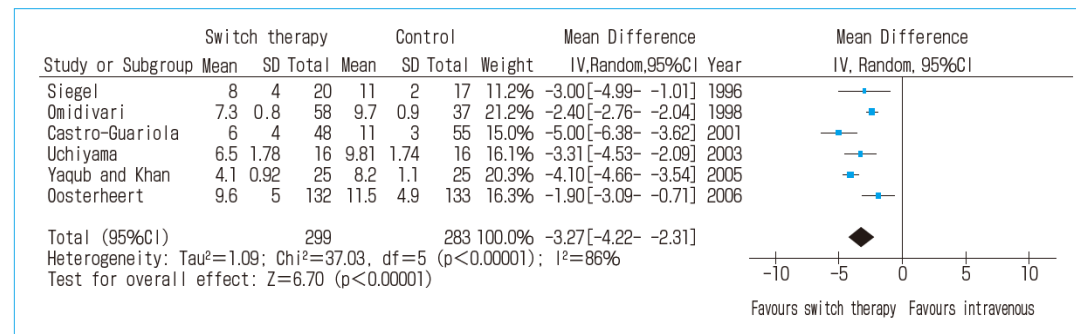 Switch therapy Control Mean Difference Mean Difference
Study or Subgroup Mean SD Total Mean SD Total Weight IV,Random,95%CI Year IV, Random, 95%CI
Siegel 8 4 20 11 2 17 11.2% -3.00[-4.99- -1.01] 1996
Omidivari 7.3 0.8 58 9.7 0.9 37 21.2% -2.40[-2.76- -2.04] 1998
Castro-Guariola 6 4 48 11 3 55 15.0% -5.00[-6.38- -3.62] 2001
Uchiyama 6.5 1.78 16 9.81 1.74 16 16.1% -3.31[-4.53- -2.09] 2003
Yaqub and Khan 4.1 0.92 25 8.2 1.1 25 20.3% -4.10[-4.66- -3.54] 2005
Oosterheert 9.6 5 132 11.5 4.9 133 16.3% -1.90[-3.09- -0.71] 2006
Total (95%CI) 299 283 100.0% -3.27[-4.22- -2.31]
Heterogeneity: Tau²=1.09; Chi²=37.03, df=5 (p<0.00001); I²=86%
Test for overall effect: Z=6.70 (p<0.00001)
-10 -5 0 5 10
Favours switch therapy Favours intravenous